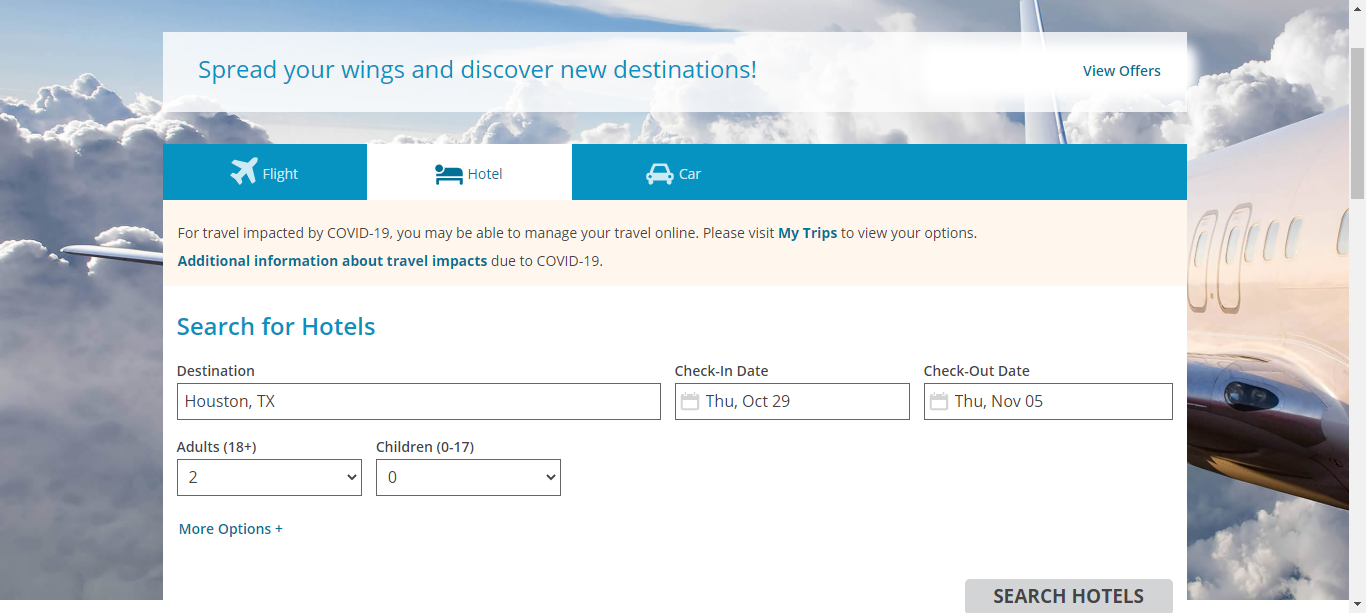 Spread your wings and discover new destinations!
View Offers
Flight
Hotel
Car
For travel impacted by COVID-19, you may be able to manage your travel online. Please visit My Trips to view your options.
Additional information about travel impacts due to COVID-19.
Search for Hotels
Destination
Check-In Date
Check-Out Date
Houston, TX
Thu, Oct 29
Thu, Nov 05
Adults (18+)
Children (0-17)
2
0
More Options +
SEARCH HOTELS